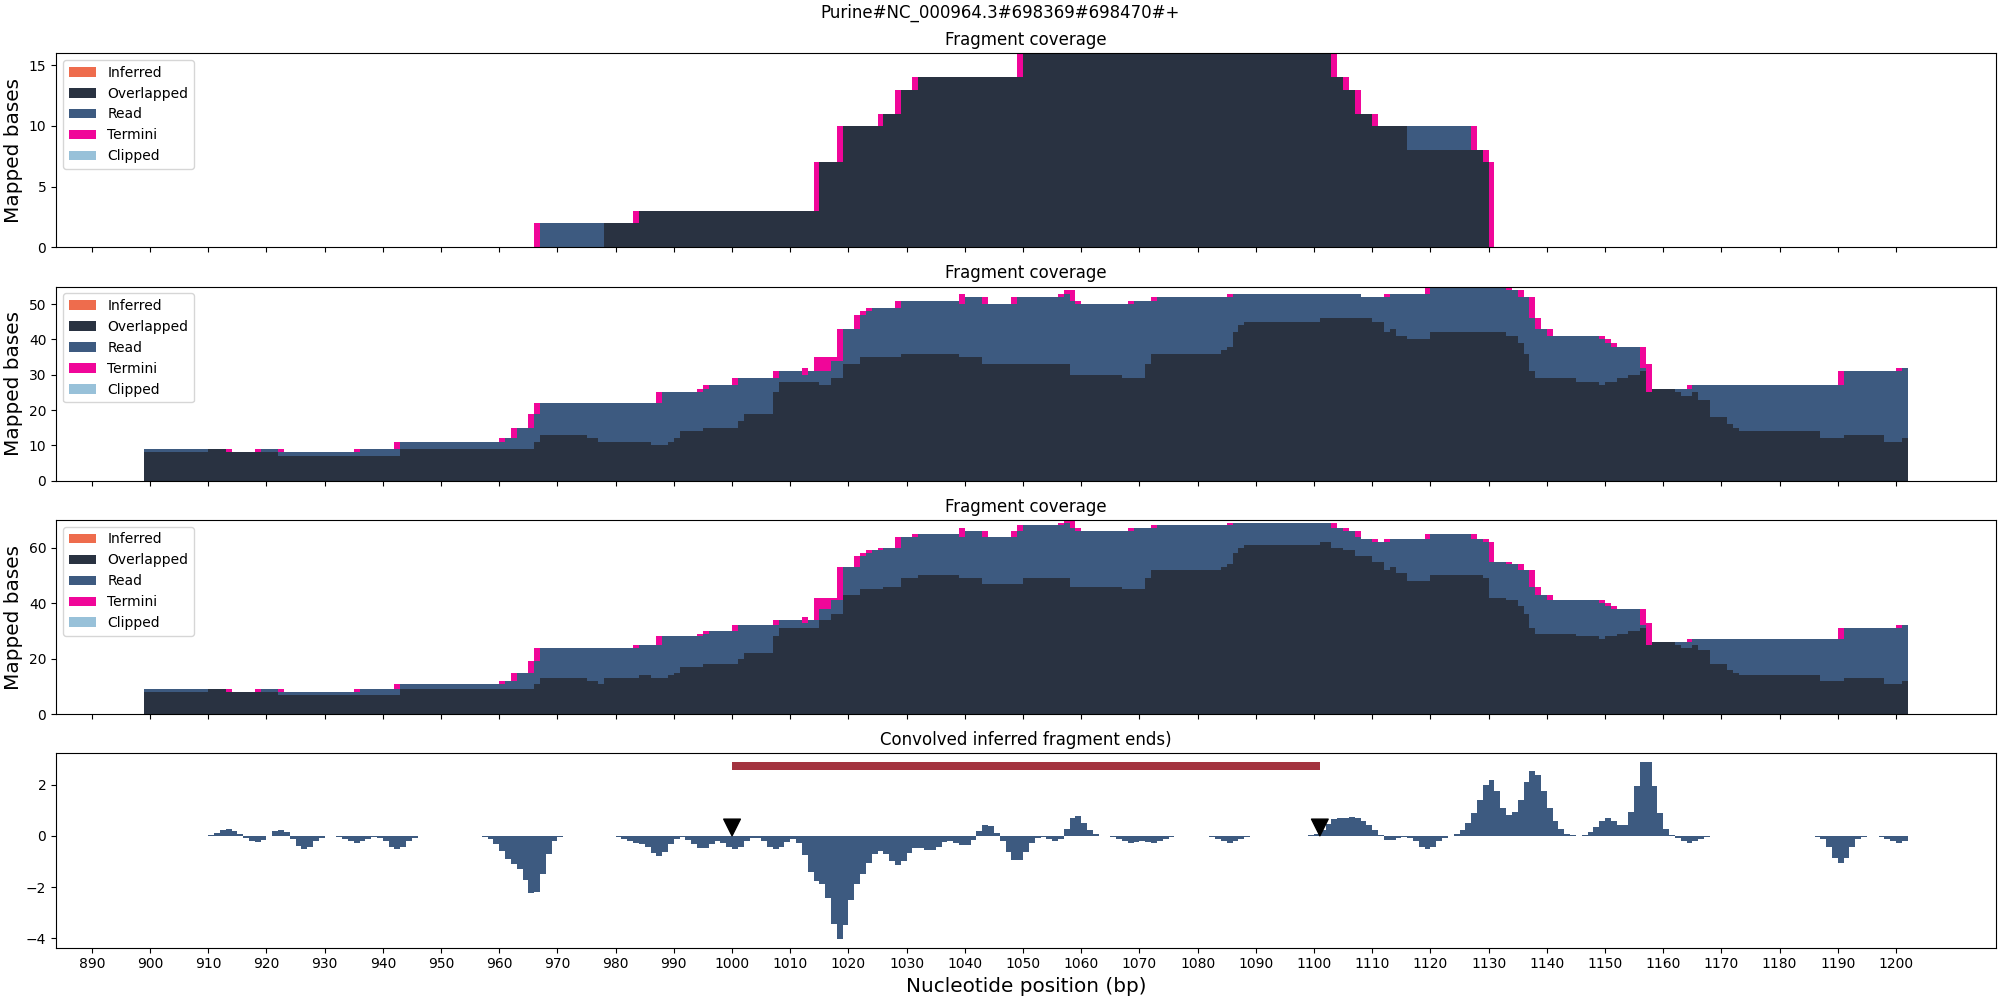 Purine#NC_000964.3#698369#698470#+
Fragment coverage
Mapped bases
15
10
5
0
Inferred
Overlapped
Read
Termini
Clipped
Fragment coverage
Mapped bases
50
40
30
20
10
0
Inferred
Overlapped
Read
Termini
Clipped
Fragment coverage
Mapped bases
60
40
20
0
Inferred
Overlapped
Read
Termini
Clipped
Convolved inferred fragment ends)
2
0
−2
−4
890 900 910 920 930 940 950 960 970 980 990 1000 1010 1020 1030 1040 1050 1060 1070 1080 1090 1100 1110 1120 1130 1140 1150 1160 1170 1180 1190 1200
Nucleotide position (bp)